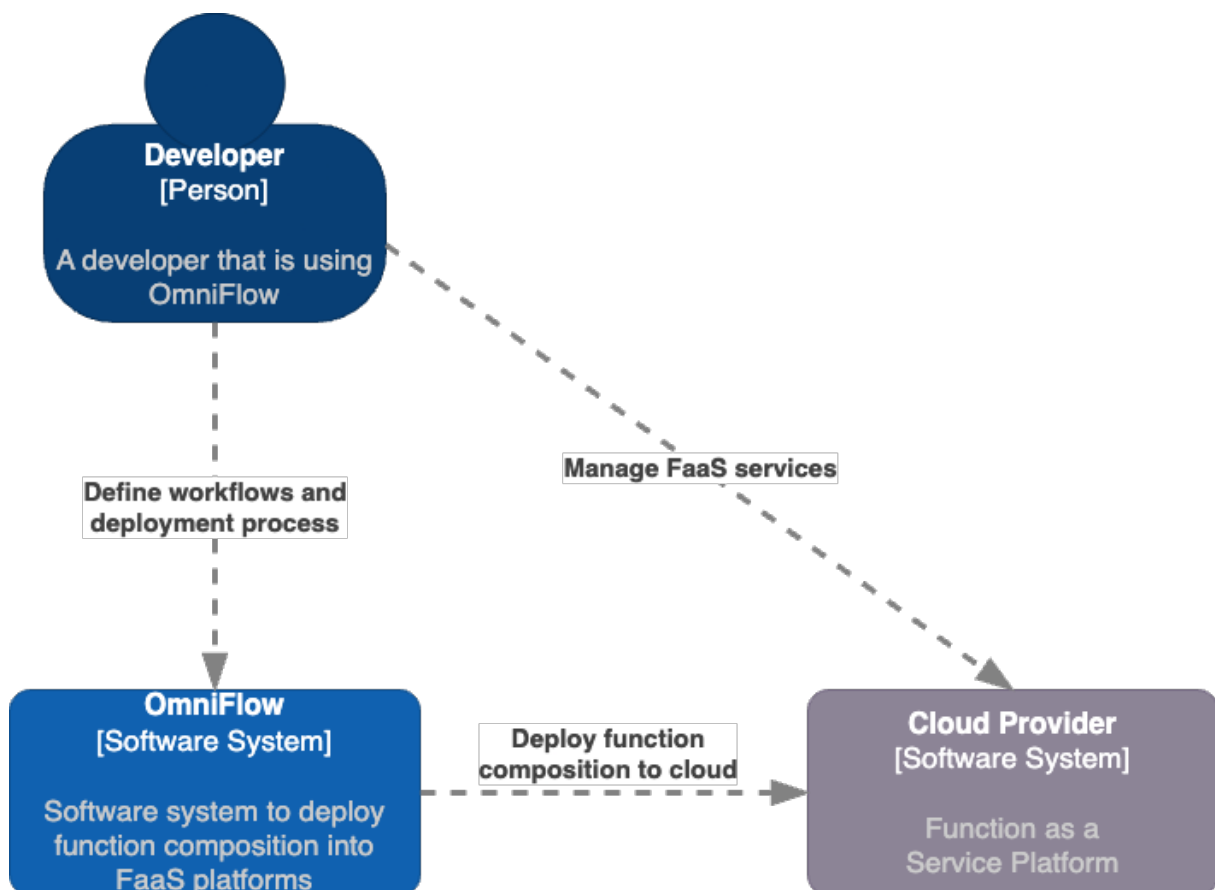 Developer
[Person]
A developer that is using
OmniFlow
Manage FaaS services
Define workflows and
deployment process
OmniFlow
[Software System]
Software system to deploy
function composition into
FaaS platforms
Deploy function
composition to cloud
Cloud Provider
[Software System]
Function as a
Service Platform